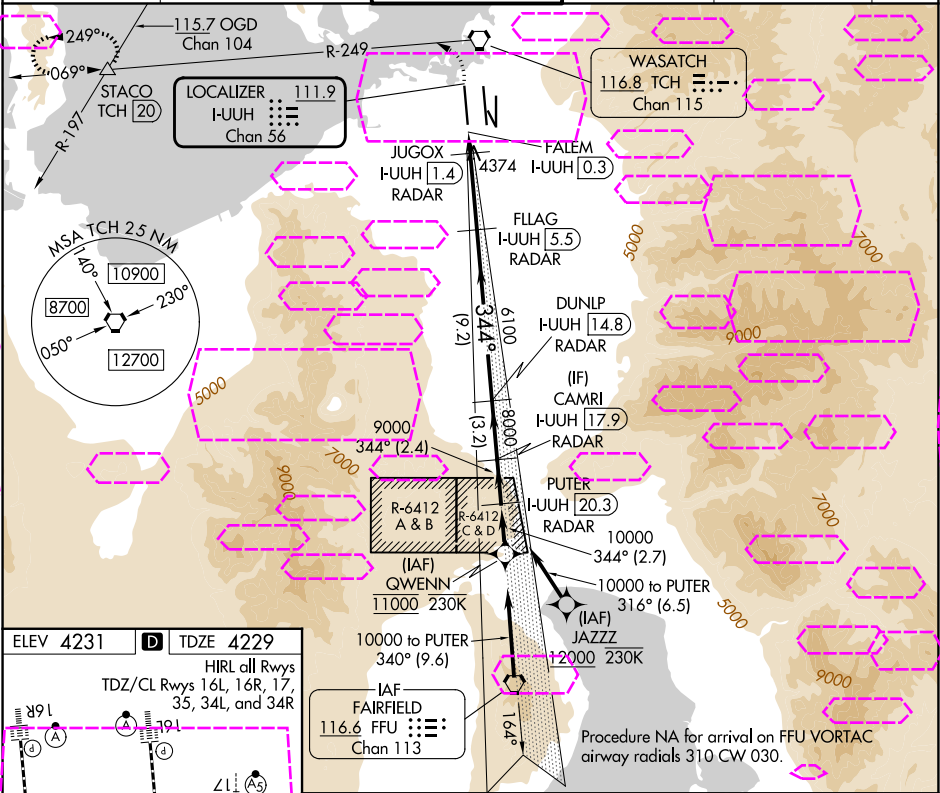 249°
069°
115.7 OGD
Chan 104
R-249
STACO
TCH 20
R-197
LOCALIZER 111.9
I-UUH
Chan 56
WASATCH
116.8 TCH
Chan 115
JUGOX
I-UUH 1.4
RADAR
4374
FALEM
I-UUH 0.3
FLLAG
I-UUH 5.5
RADAR
5000
7000
MSA TCH 25 NM
140°
10900
8700
230°
050°
12700
344°
(9.2)
6100
DUNLP
I-UUH 14.8
RADAR
9000
(IF)
CAMRI
I-UUH 17.9
RADAR
8000
(3.2)
5000
7000
9000
9000
344° (2.4)
R-6412
A & B
R-6412
C & D
PUTER
I-UUH 20.3
RADAR
7000
10000
344° (2.7)
(IAF)
QWENN
11000 230K
10000 to PUTER
316° (6.5)
(IAF)
JAZZZ
12000 230K
5000
10000 to PUTER
340° (9.6)
9000
IAF
FAIRFIELD
116.6 FFU
Chan 113
164°
Procedure NA for arrival on FFU VORTAC
airway radials 310 CW 030.
ELEV 4231 D TDZE 4229
HIRL all Rwys
TDZ/CL Rwys 16L, 16R, 17,
35, 34L, and 34R
16R
A
A
16L
P
P
17
A5